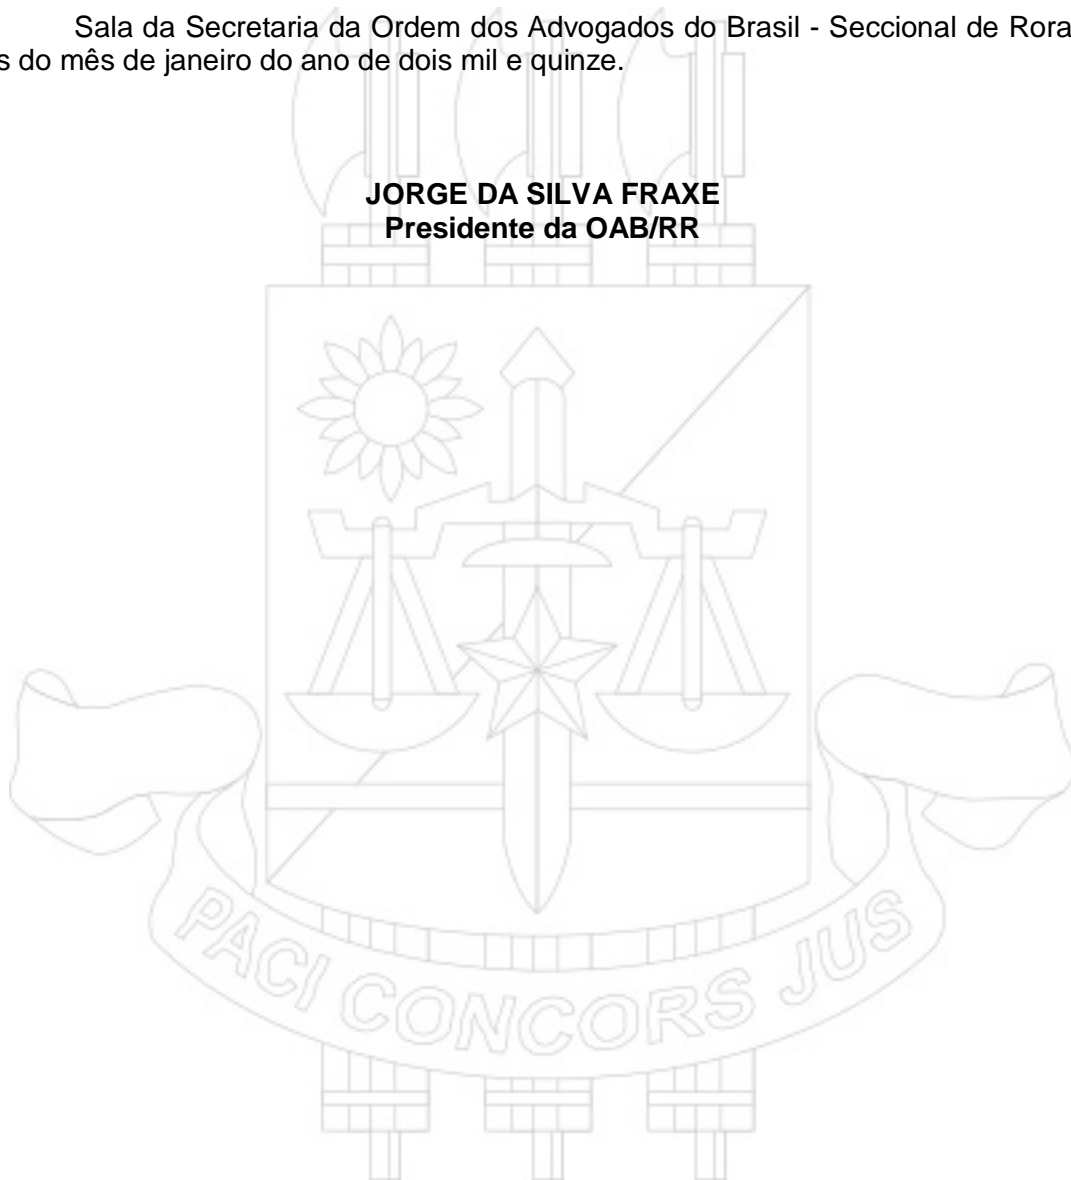 Sala da Secretaria da Ordem dos Advogados do Brasil - Seccional de Rora
s do mês de janeiro do ano de dois mil e quinze.
JORGE DA SILVA FRAXE
Presidente da OAB/RR
PACI CONCORS JUS